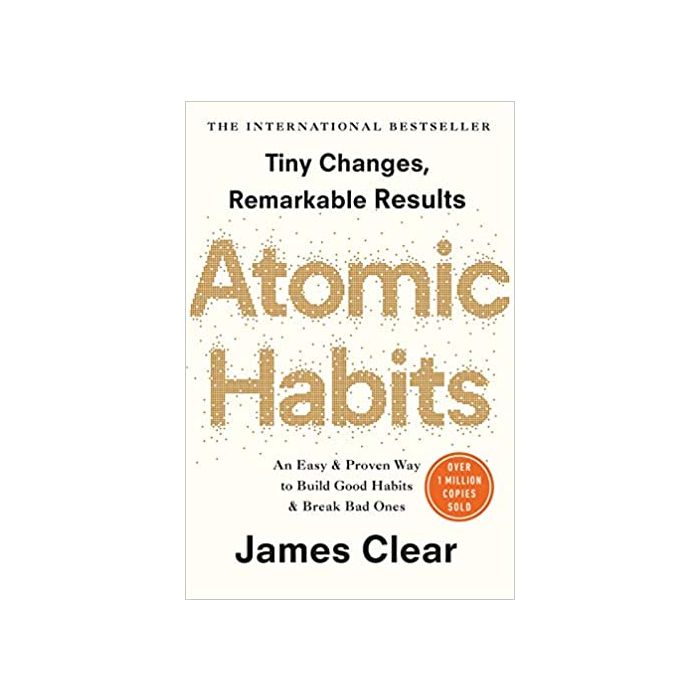 THE INTERNATIONAL BESTSELLER
Tiny Changes,
Remarkable Results
Atomic
Habits
An Easy & Proven Way
to Build Good Habits
& Break Bad Ones
OVER
1 MILLION
COPIES
SOLD
James Clear